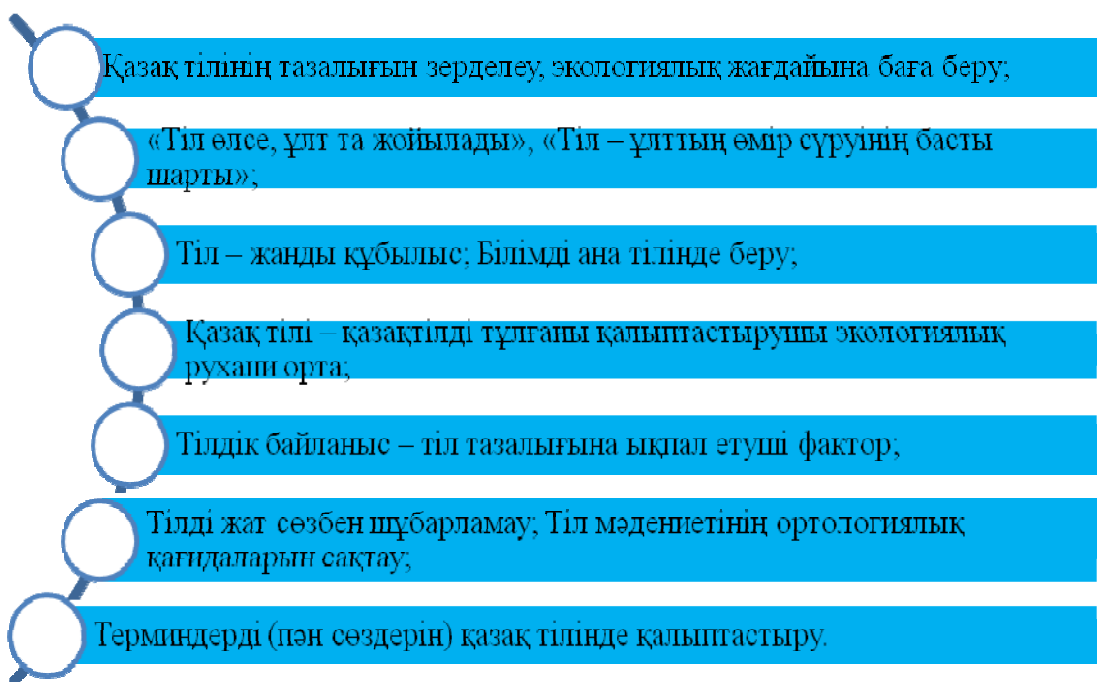 Қазақ тілінің тазалығын зерделеу, экологиялық жағдайына баға беру;
«Тіл өлсе, ұлт та жойылады», «Тіл – ұлттың өмір сүруінің басты
шарты»;
Тіл – жанды құбылыс; Білімді ана тілінде беру;
Қазақ тілі – қазақтілді тұлғаны қалыптастырушы экологиялық
рухани орта;
Тілдік байланыс – тіл тазалығына ықпал етуші фактор;
Тілді жат сөзбен шұбарламау; Тіл мәдениетінің ортологиялық
қағидаларын сақтау;
Терминдерді (пән сөздерін) қазақ тілінде қалыптастыру.